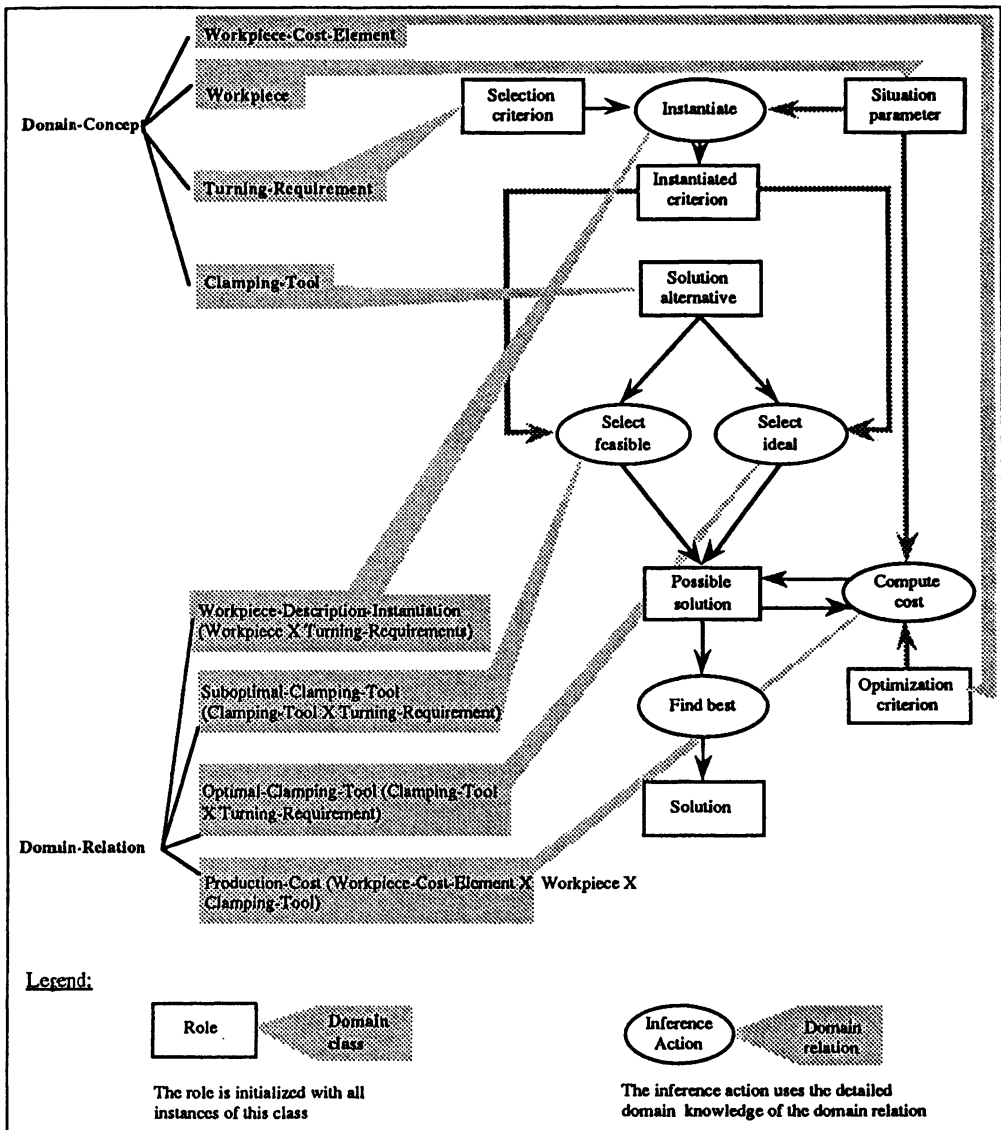 Workpiece-Cost-Element
Workpiece
Donain-Concep
Turning-Requirement
Clamping-Tool
Selection
criterion
Instantiate
Situation
parameter
Instantiated
criterion
Solution
alternative
Select
feasible
Select
ideal
Possible
solution
Compute
cost
Find best
Optimization
criterion
Solution
Workpiece-Description-Instantiation
(Workpiece X Turning-Requirements)
Suboptimal-Clamping-Tool
(Clamping-Tool X Turning-Requirement)
Optimal-Clamping-Tool (Clamping-Tool
X Turning-Requirement)
Domain-Relation
Production-Cost (Workpiece-Cost-Element X Workpiece X
Clamping-Tool)
Legend:
Role
Domain
class
Inference
Action
Domain
relation
The role is initialized with all
instances of this class
The inference action uses the detailed
domain knowledge of the domain relation